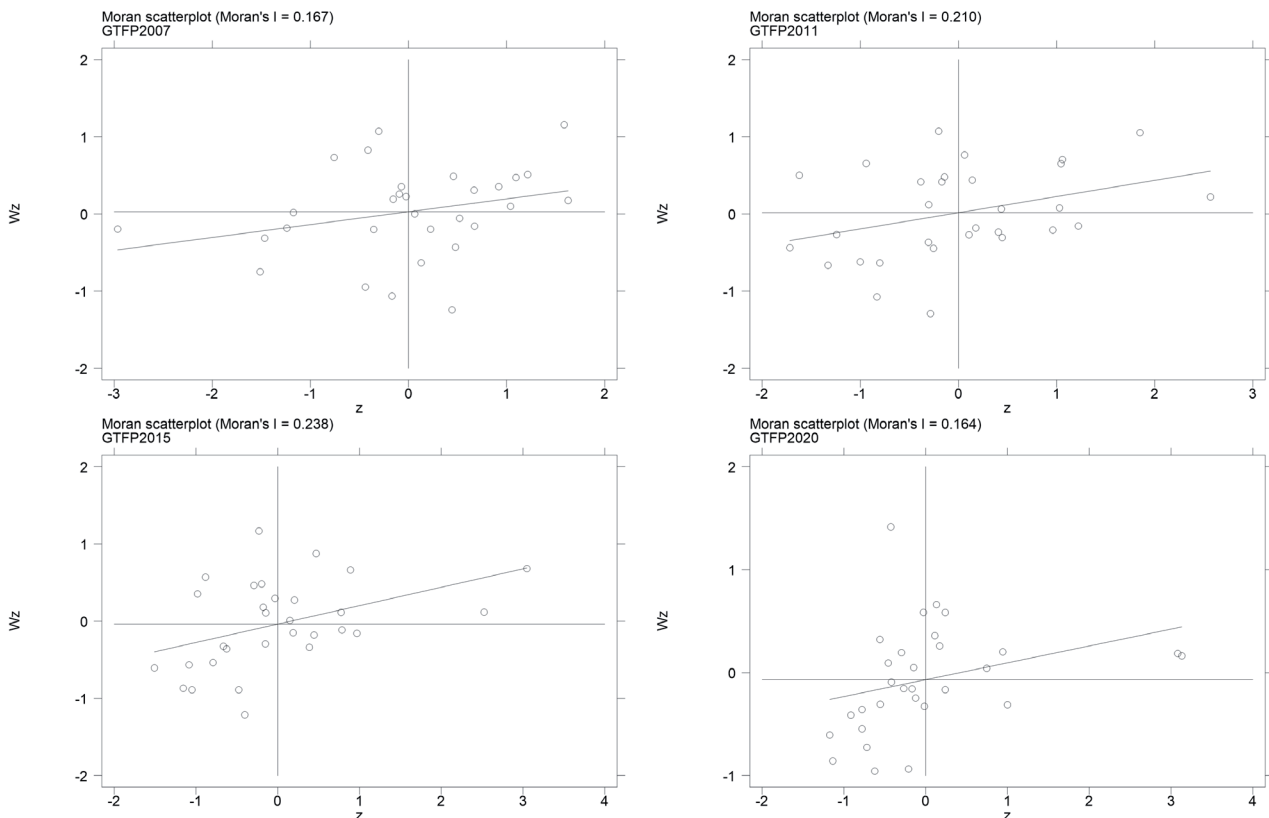 Moran scatterplot (Moran's I = 0.167)
GTFP2007
2
1
0
-1
-2
Wz
-3 -2 -1 0 1 2
z
Moran scatterplot (Moran's I = 0.210)
GTFP2011
2
1
0
-1
-2
Wz
-2 -1 0 1 2 3
z
Moran scatterplot (Moran's I = 0.238)
GTFP2015
2
1
0
-1
-2
Wz
-2 -1 0 1 2 3 4
z
Moran scatterplot (Moran's I = 0.164)
GTFP2020
2
1
0
-1
Wz
-2 -1 0 1 2 3 4
z